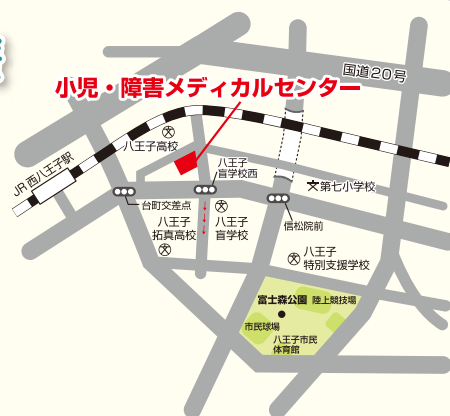 国道20号
小児・障害メディカルセンター
八王子高校
JR西八王子駅
八王子
盲学校西
第七小学校
台町交差点
八王子
拓真高校
八王子
盲学校
信松院前
八王子
特別支援学校
富士森公園
陸上競技場
市民球場
八王子市民
体育館